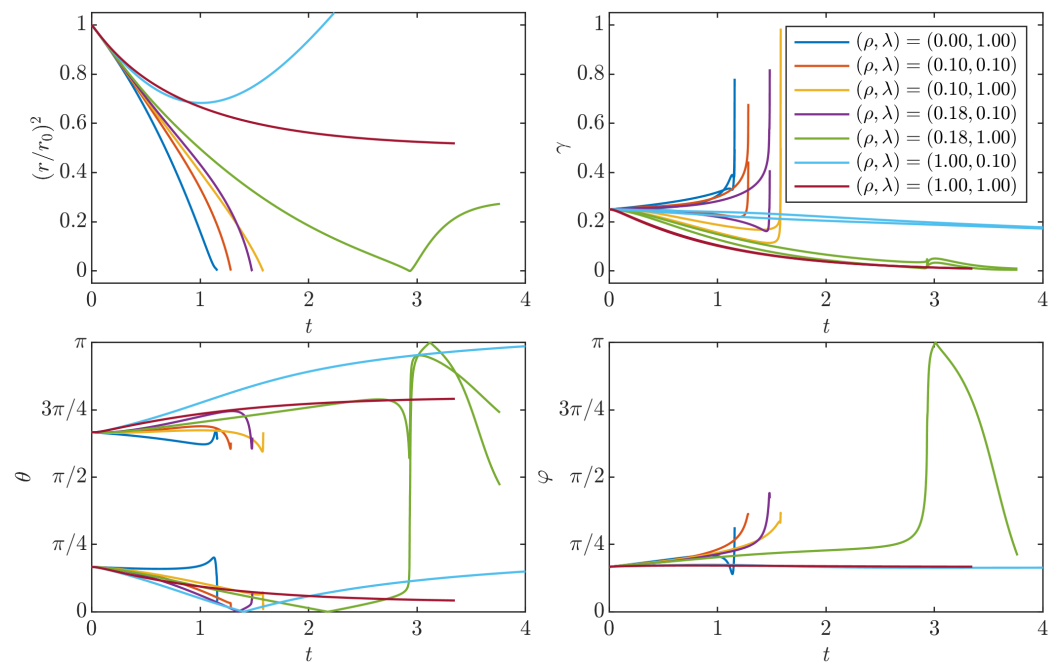 1
0.8
0.6
0.4
0.2
0
(r/r₀)²
0 1 2 3 4
t
1
0.8
0.6
0.4
0.2
0
γ
0 1 2 3 4
t
(ρ, λ) = (0.00, 1.00)
(ρ, λ) = (0.10, 0.10)
(ρ, λ) = (0.10, 1.00)
(ρ, λ) = (0.18, 0.10)
(ρ, λ) = (0.18, 1.00)
(ρ, λ) = (1.00, 0.10)
(ρ, λ) = (1.00, 1.00)
π
3π/4
π/2
π/4
0
θ
0 1 2 3 4
t
π
3π/4
π/2
π/4
0
φ
0 1 2 3 4
t